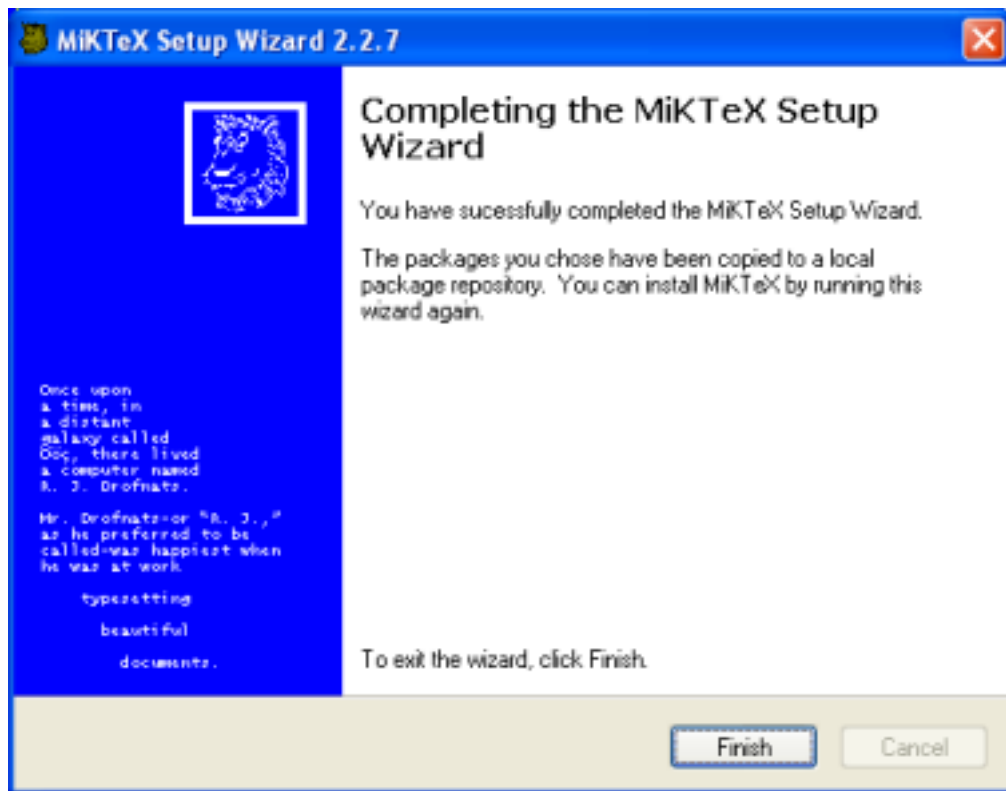 MiKTeX Setup Wizard 2.2.7
Completing the MiKTeX Setup
Wizard
You have sucessfully completed the MiKTeX Setup Wizard.
The packages you chose have been copied to a local
package repository. You can install MiKTeX by running this
wizard again.
Once upon
a time, in
a distant
galaxy called
Ööç, there lived
a computer named
R. J. Drofnats.
Mr. Drofnats-or "R. J.,"
as he preferred to be
called-was happiest when
he was at work
typesetting
beautiful
documents.
To exit the wizard, click Finish.
Finish
Cancel